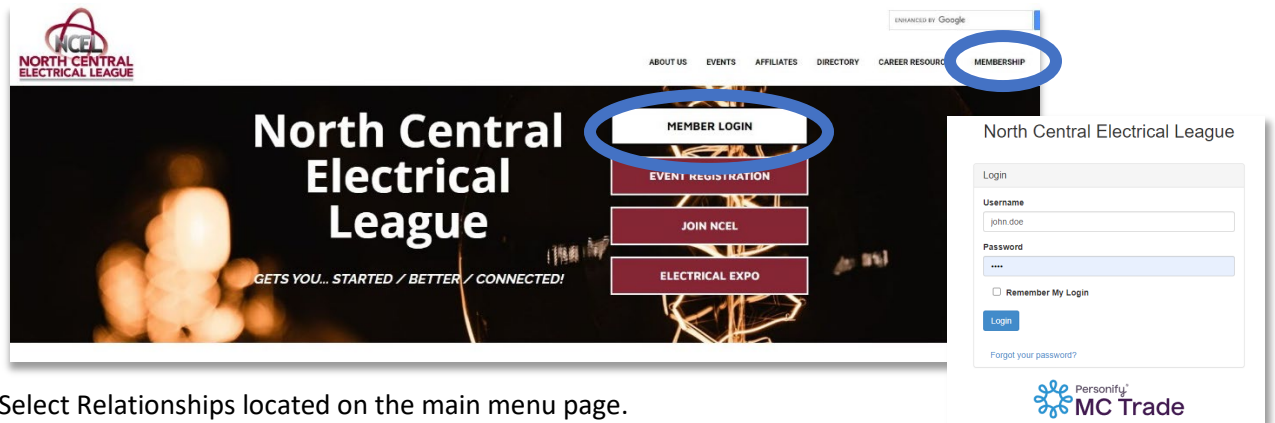 ENHANCED BY Google
NCEL
NORTH CENTRAL
ELECTRICAL LEAGUE
ABOUT US EVENTS AFFILIATES DIRECTORY CAREER MEMBERSHIP
North Central
Electrical
League
GETS YOU... STARTED / BETTER / CONNECTED!
MEMBER LOGIN
EVENT REGISTRATION
JOIN NCEL
ELECTRICAL EXPO
North Central Electrical League
Login
Username
john.doe
Password
••••
Remember My Login
Login
Forgot your password?
Personify
MC Trade
Select Relationships located on the main menu page.